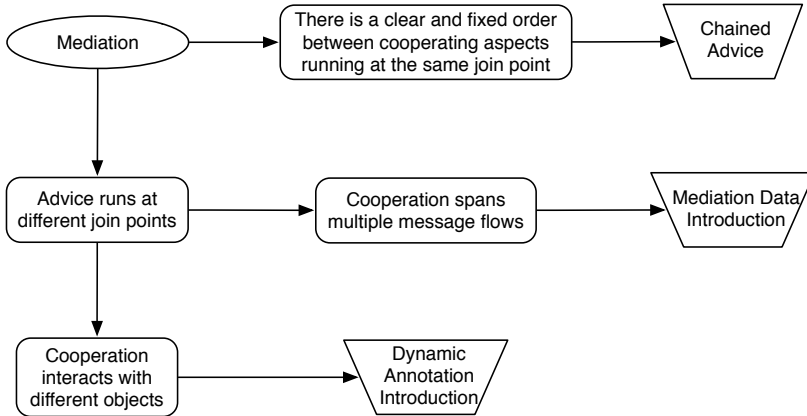 Mediation
There is a clear and fixed order
between cooperating aspects
running at the same join point
Chained
Advice
Advice runs at
different join points
Cooperation spans
multiple message flows
Mediation Data
Introduction
Cooperation
interacts with
different objects
Dynamic
Annotation
Introduction